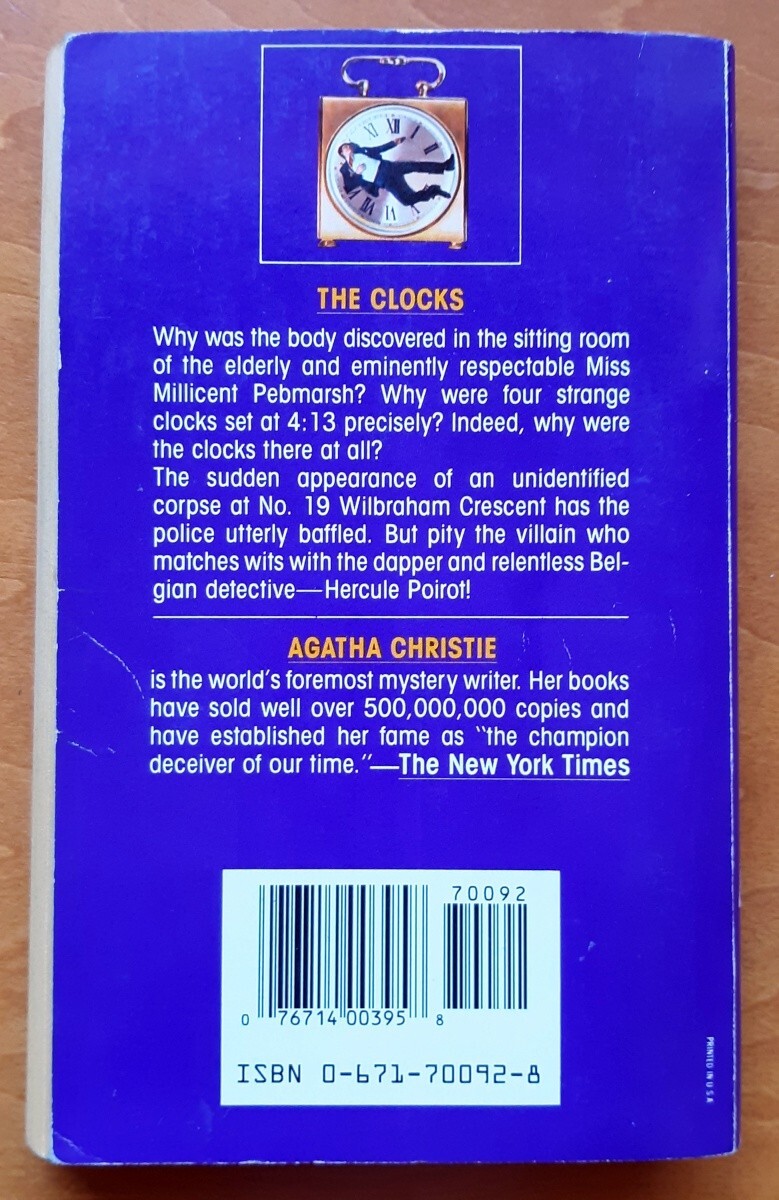 XI XII I II
VII VI
THE CLOCKS
Why was the body discovered in the sitting room
of the elderly and eminently respectable Miss
Millicent Pebmarsh? Why were four strange
clocks set at 4:13 precisely? Indeed, why were
the clocks there at all?
The sudden appearance of an unidentified
corpse at No. 19 Wilbraham Crescent has the
police utterly baffled. But pity the villain who
matches wits with the dapper and relentless Bel-
gian detective—Hercule Poirot!
AGATHA CHRISTIE
is the world's foremost mystery writer. Her books
have sold well over 500,000,000 copies and
have established her fame as "the champion
deceiver of our time."—The New York Times
70092
0 76714 00395 8
ISBN 0-671-70092-8
PRINTED IN U.S.A.